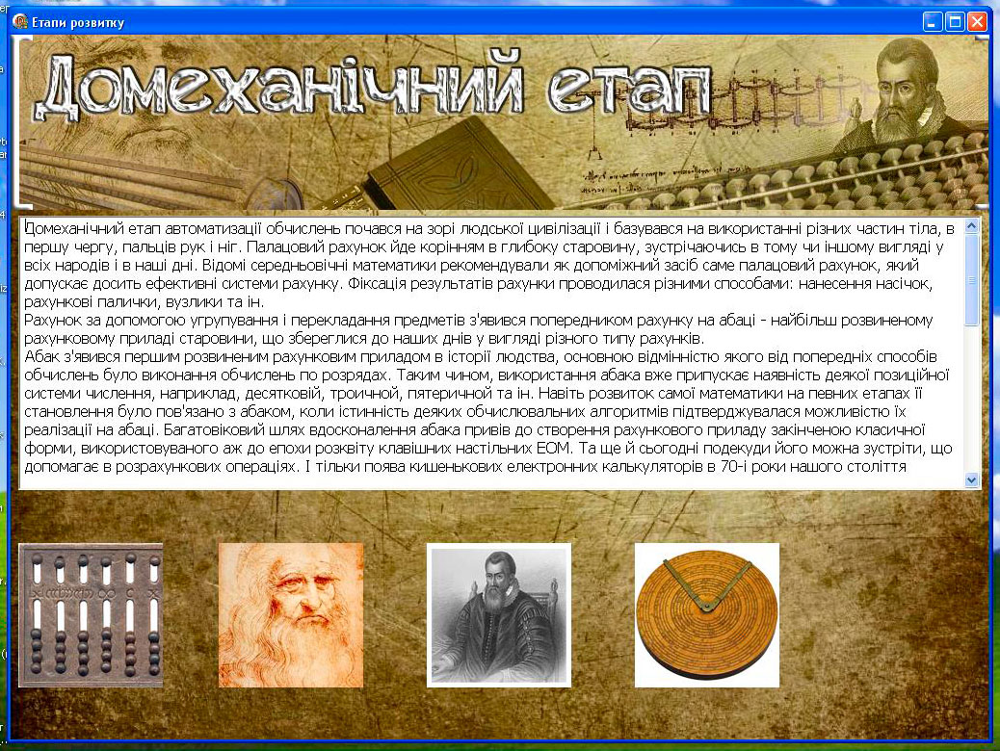 Етапи розвитку
Домеханічний етап
Домеханічний етап автоматизації обчислень почався на зорі людської цивілізації і базувався на використанні різних частин тіла, в
першу чергу, пальців рук і ніг. Палацовий рахунок йде корінням в глибоку старовину, зустрічаючись в тому чи іншому вигляді у
всіх народів і в наші дні. Відомі середньовічні математики рекомендували як допоміжний засіб саме палацовий рахунок, який
допускає досить ефективні системи рахунку. Фіксація результатів рахунки проводилася різними способами: нанесення насічок,
рахункові палички, вузлики та ін.
Рахунок за допомогою угрупування і перекладання предметів з'явився попередником рахунку на абаці - найбільш розвиненому
рахунковому приладі старовини, що збереглися до наших днів у вигляді різного типу рахунків.
Абак з'явився першим розвиненим рахунковим приладом в історії людства, основною відмінністю якого від попередніх способів
обчислень було виконання обчислень по розрядах. Таким чином, використання абака вже припускає наявність деякої позиційної
системи числення, наприклад, десятковій, троичной, пятеричной та ін. Навіть розвиток самої математики на певних етапах її
становлення було пов'язано з абаком, коли істинність деяких обчислювальних алгоритмів підтверджувалася можливістю їх
реалізації на абаці. Багатовіковий шлях вдосконалення абака привів до створення рахункового приладу закінченою класичної
форми, використовуваного аж до епохи розквіту клавішних настільних ЕОМ. Та ще й сьогодні подекуди його можна зустріти, що
допомагає в розрахункових операціях. І тільки поява кишенькових електронних калькуляторів в 70-і роки нашого століття